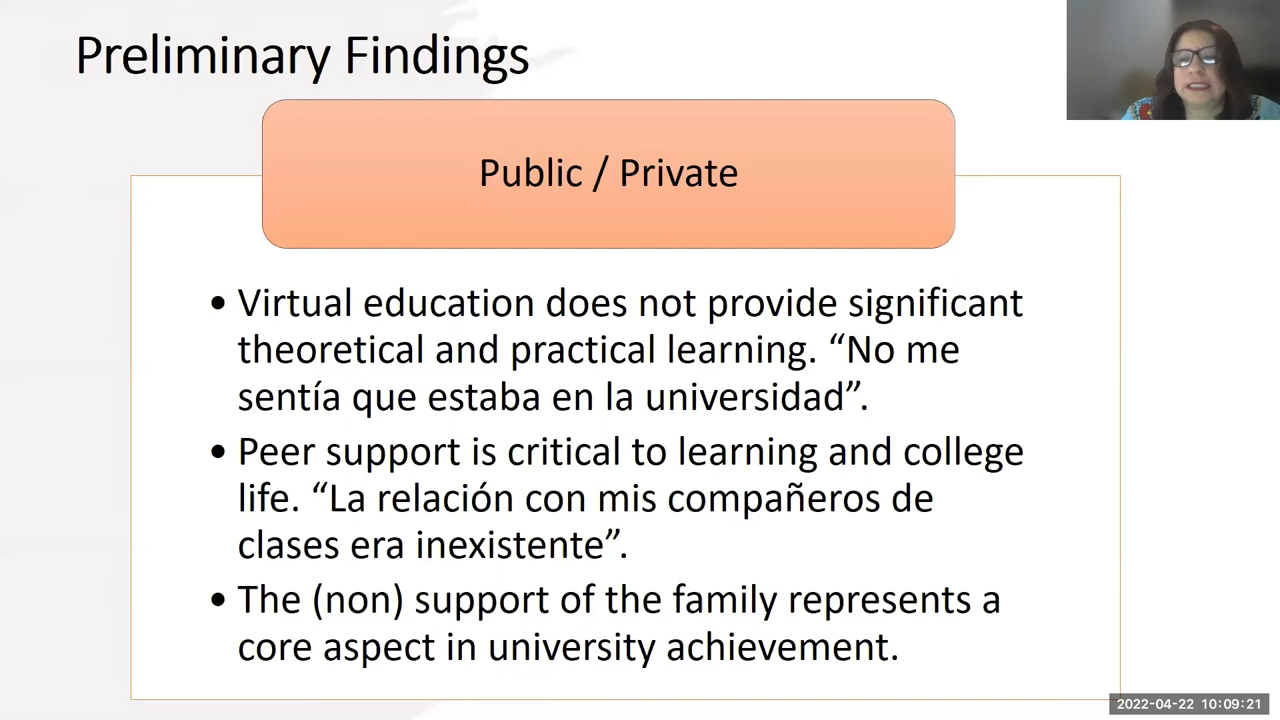 Preliminary Findings
Public / Private
• Virtual education does not provide significant
theoretical and practical learning. “No me
sentía que estaba en la universidad”.
• Peer support is critical to learning and college
life. “La relación con mis compañeros de
clases era inexistente”.
• The (non) support of the family represents a
core aspect in university achievement.
2022-04-22 10:09:21